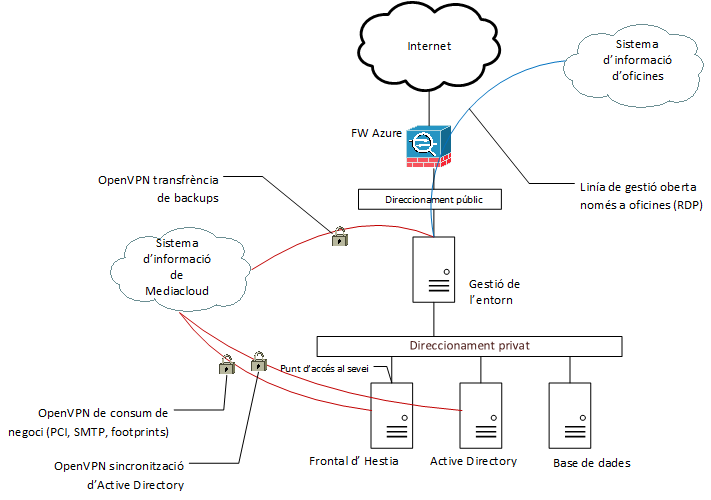 Internet
Sistema
d'informació
d'oficines
FW Azure
OpenVPN transfrència
de backups
Direccionament públic
Linía de gestió oberta
només a oficines (RDP)
Sistema
d'informació
de
Mediacloud
Gestió de
l'entorn
Direccionament privat
Punt d'accés al sevei
OpenVPN de consum de
negoci (PCI, SMTP, footprints)
Frontal d' Hestia
Active Directory
Base de dades
OpenVPN sincronització
d'Active Directory